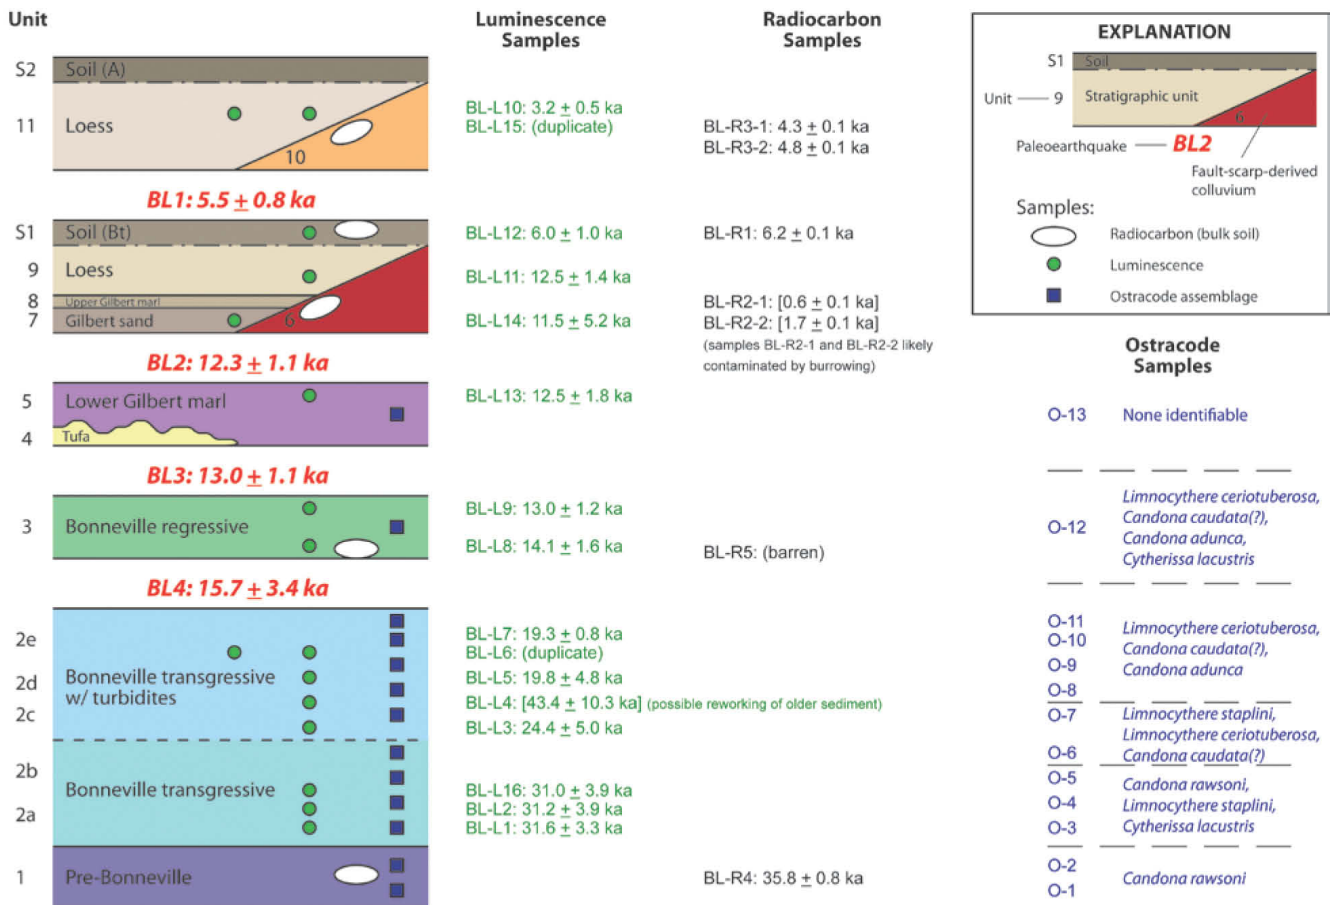 Unit
Luminescence
Samples
Radiocarbon
Samples
S2
Soil (A)
11
Loess
10
BL-L10: 3.2 ± 0.5 ka
BL-L15: (duplicate)
BL-R3-1: 4.3 ± 0.1 ka
BL-R3-2: 4.8 ± 0.1 ka
BL1: 5.5 ± 0.8 ka
S1
Soil (Bt)
BL-L12: 6.0 ± 1.0 ka
BL-R1: 6.2 ± 0.1 ka
9
Loess
BL-L11: 12.5 ± 1.4 ka
8
Upper Gilbert marl
7
Gilbert sand
6
BL-L14: 11.5 ± 5.2 ka
BL-R2-1: [0.6 ± 0.1 ka]
BL-R2-2: [1.7 ± 0.1 ka]
(samples BL-R2-1 and BL-R2-2 likely
contaminated by burrowing)
BL2: 12.3 ± 1.1 ka
5
Lower Gilbert marl
BL-L13: 12.5 ± 1.8 ka
4
Tufa
BL3: 13.0 ± 1.1 ka
3
Bonneville regressive
BL-L9: 13.0 ± 1.2 ka
BL-L8: 14.1 ± 1.6 ka
BL-R5: (barren)
BL4: 15.7 ± 3.4 ka
2e
2d
2c
Bonneville transgressive
w/ turbidites
BL-L7: 19.3 ± 0.8 ka
BL-L6: (duplicate)
BL-L5: 19.8 ± 4.8 ka
BL-L4: [43.4 ± 10.3 ka] (possible reworking of older sediment)
BL-L3: 24.4 ± 5.0 ka
2b
2a
Bonneville transgressive
BL-L16: 31.0 ± 3.9 ka
BL-L2: 31.2 ± 3.9 ka
BL-L1: 31.6 ± 3.3 ka
1
Pre-Bonneville
BL-R4: 35.8 ± 0.8 ka
EXPLANATION
S1
Soil
Unit
9
Stratigraphic unit
6
Paleoearthquake
BL2
Fault-scarp-derived
colluvium
Samples:
Radiocarbon (bulk soil)
Luminescence
Ostracode assemblage
Ostracode
Samples
O-13
None identifiable
O-12
Limnocythere ceriotuberosa,
Candona caudata(?),
Candona adunca,
Cytherissa lacustris
O-11
O-10
O-9
O-8
Limnocythere ceriotuberosa,
Candona caudata(?),
Candona adunca
O-7
O-6
Limnocythere staplini,
Limnocythere ceriotuberosa,
Candona caudata(?)
O-5
O-4
O-3
Candona rawsoni,
Limnocythere staplini,
Cytherissa lacustris
O-2
O-1
Candona rawsoni